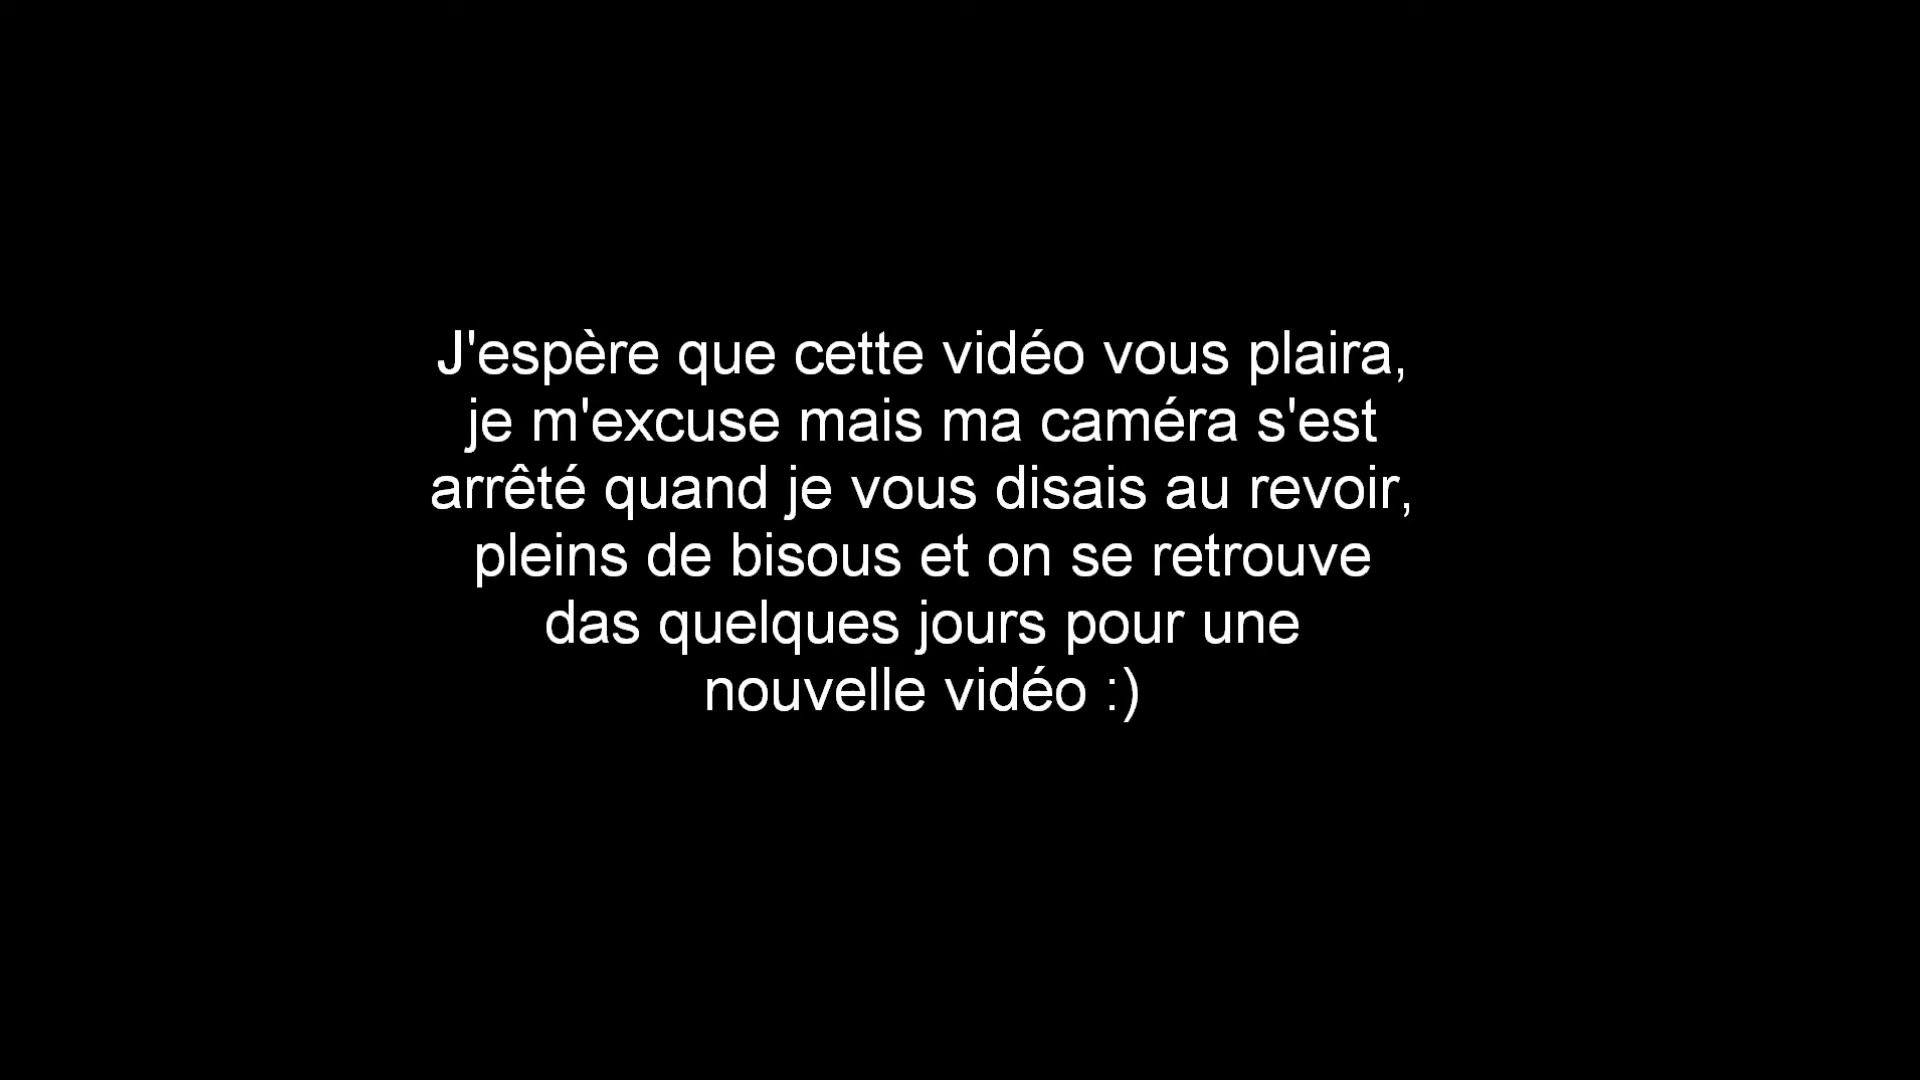 J'espère que cette vidéo vous plaira,
je m'excuse mais ma caméra s'est
arrêté quand je vous disais au revoir,
pleins de bisous et on se retrouve
das quelques jours pour une
nouvelle vidéo :)